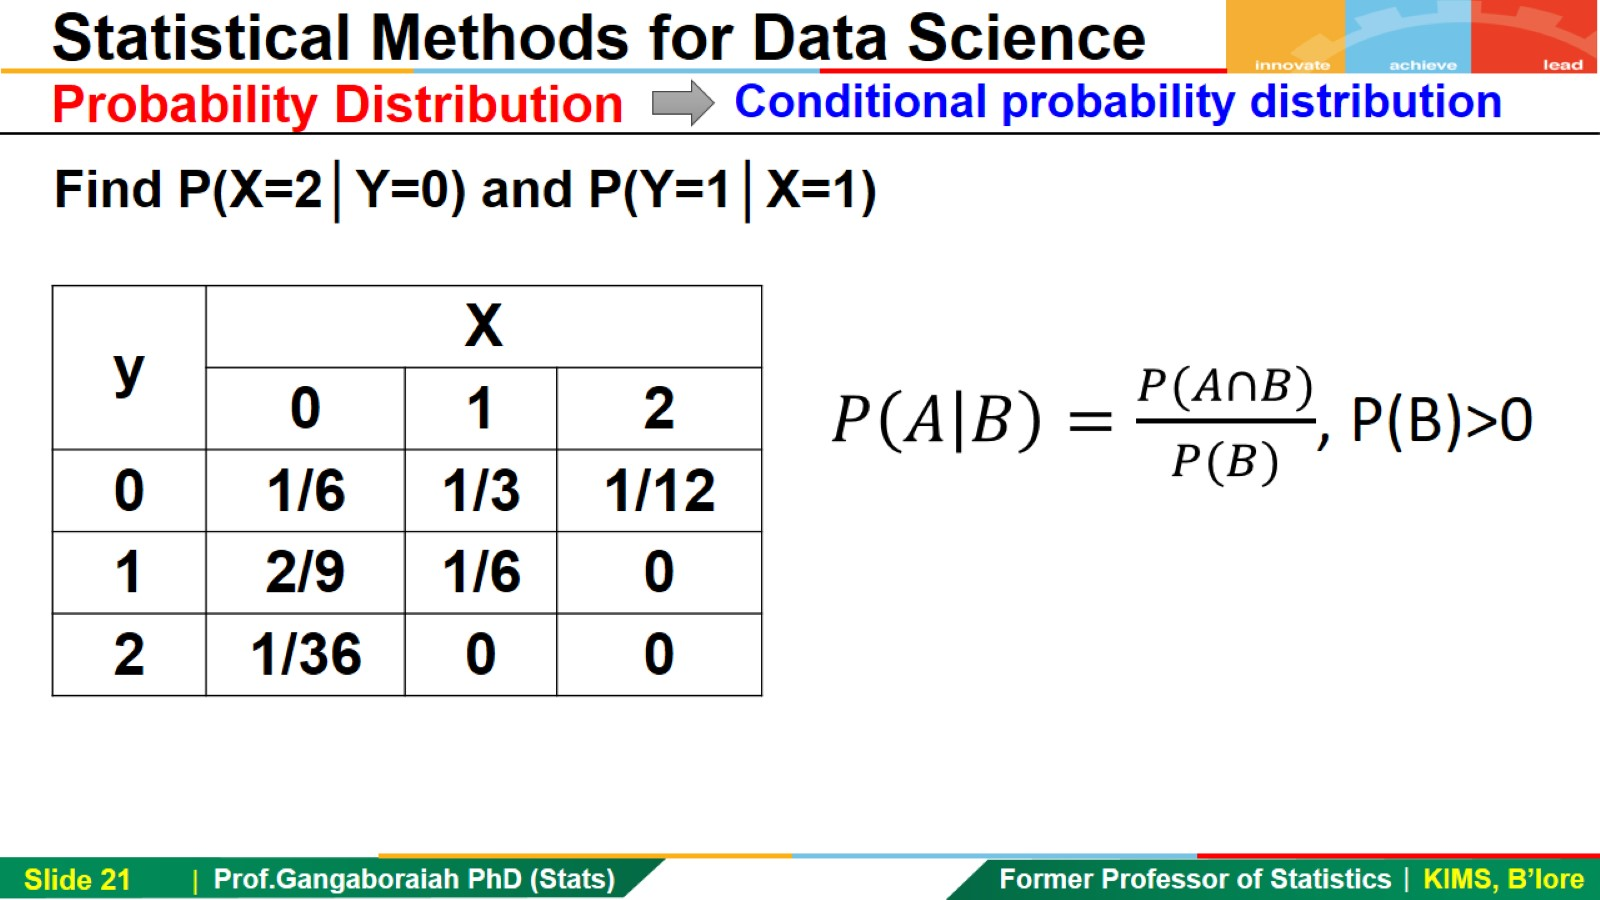 Statistical Methods for Data Science
innovate achieve lead
Probability Distribution Conditional probability distribution
Find P(X=2│Y=0) and P(Y=1│X=1)
y X
0 1 2
0 1/6 1/3 1/12
1 2/9 1/6 0
2 1/36 0 0
P(A|B) = P(A∩B)/P(B), P(B)>0
Slide 21 | Prof.Gangaboraiah PhD (Stats) Former Professor of Statistics | KIMS, B’lore